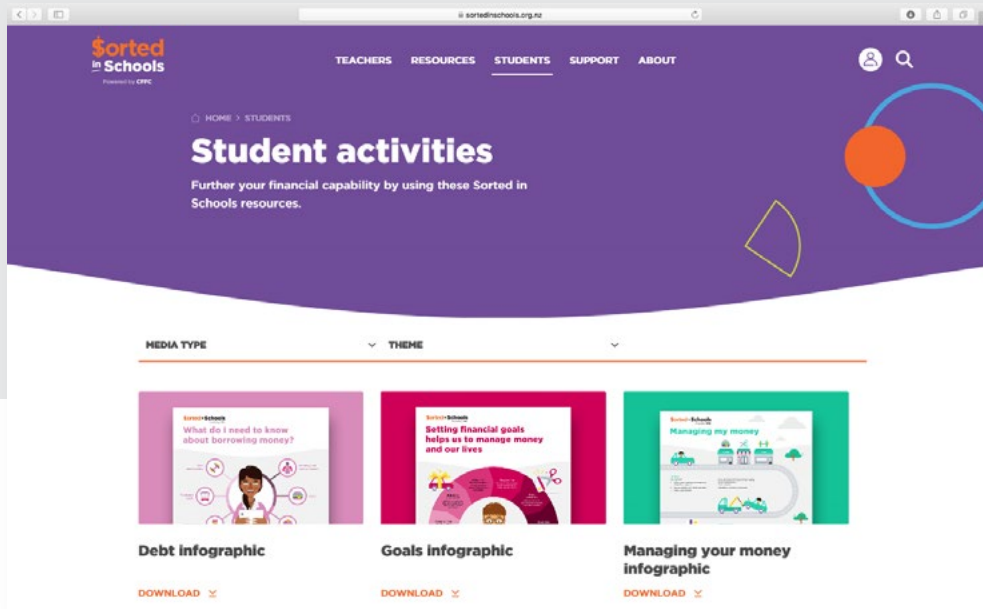 sortedinschools.org.nz
$orted
in Schools
Powered by CFFC
TEACHERS RESOURCES STUDENTS SUPPORT ABOUT
HOME > STUDENTS
Student activities
Further your financial capability by using these Sorted in
Schools resources.
MEDIA TYPE THEME
Sorted in Schools
What do I need to know
about borrowing money?
Sorted in Schools
Setting financial goals
helps us to manage money
and our lives
Sorted in Schools
Managing my money
Debt infographic
Goals infographic
Managing your money
infographic
DOWNLOAD DOWNLOAD DOWNLOAD